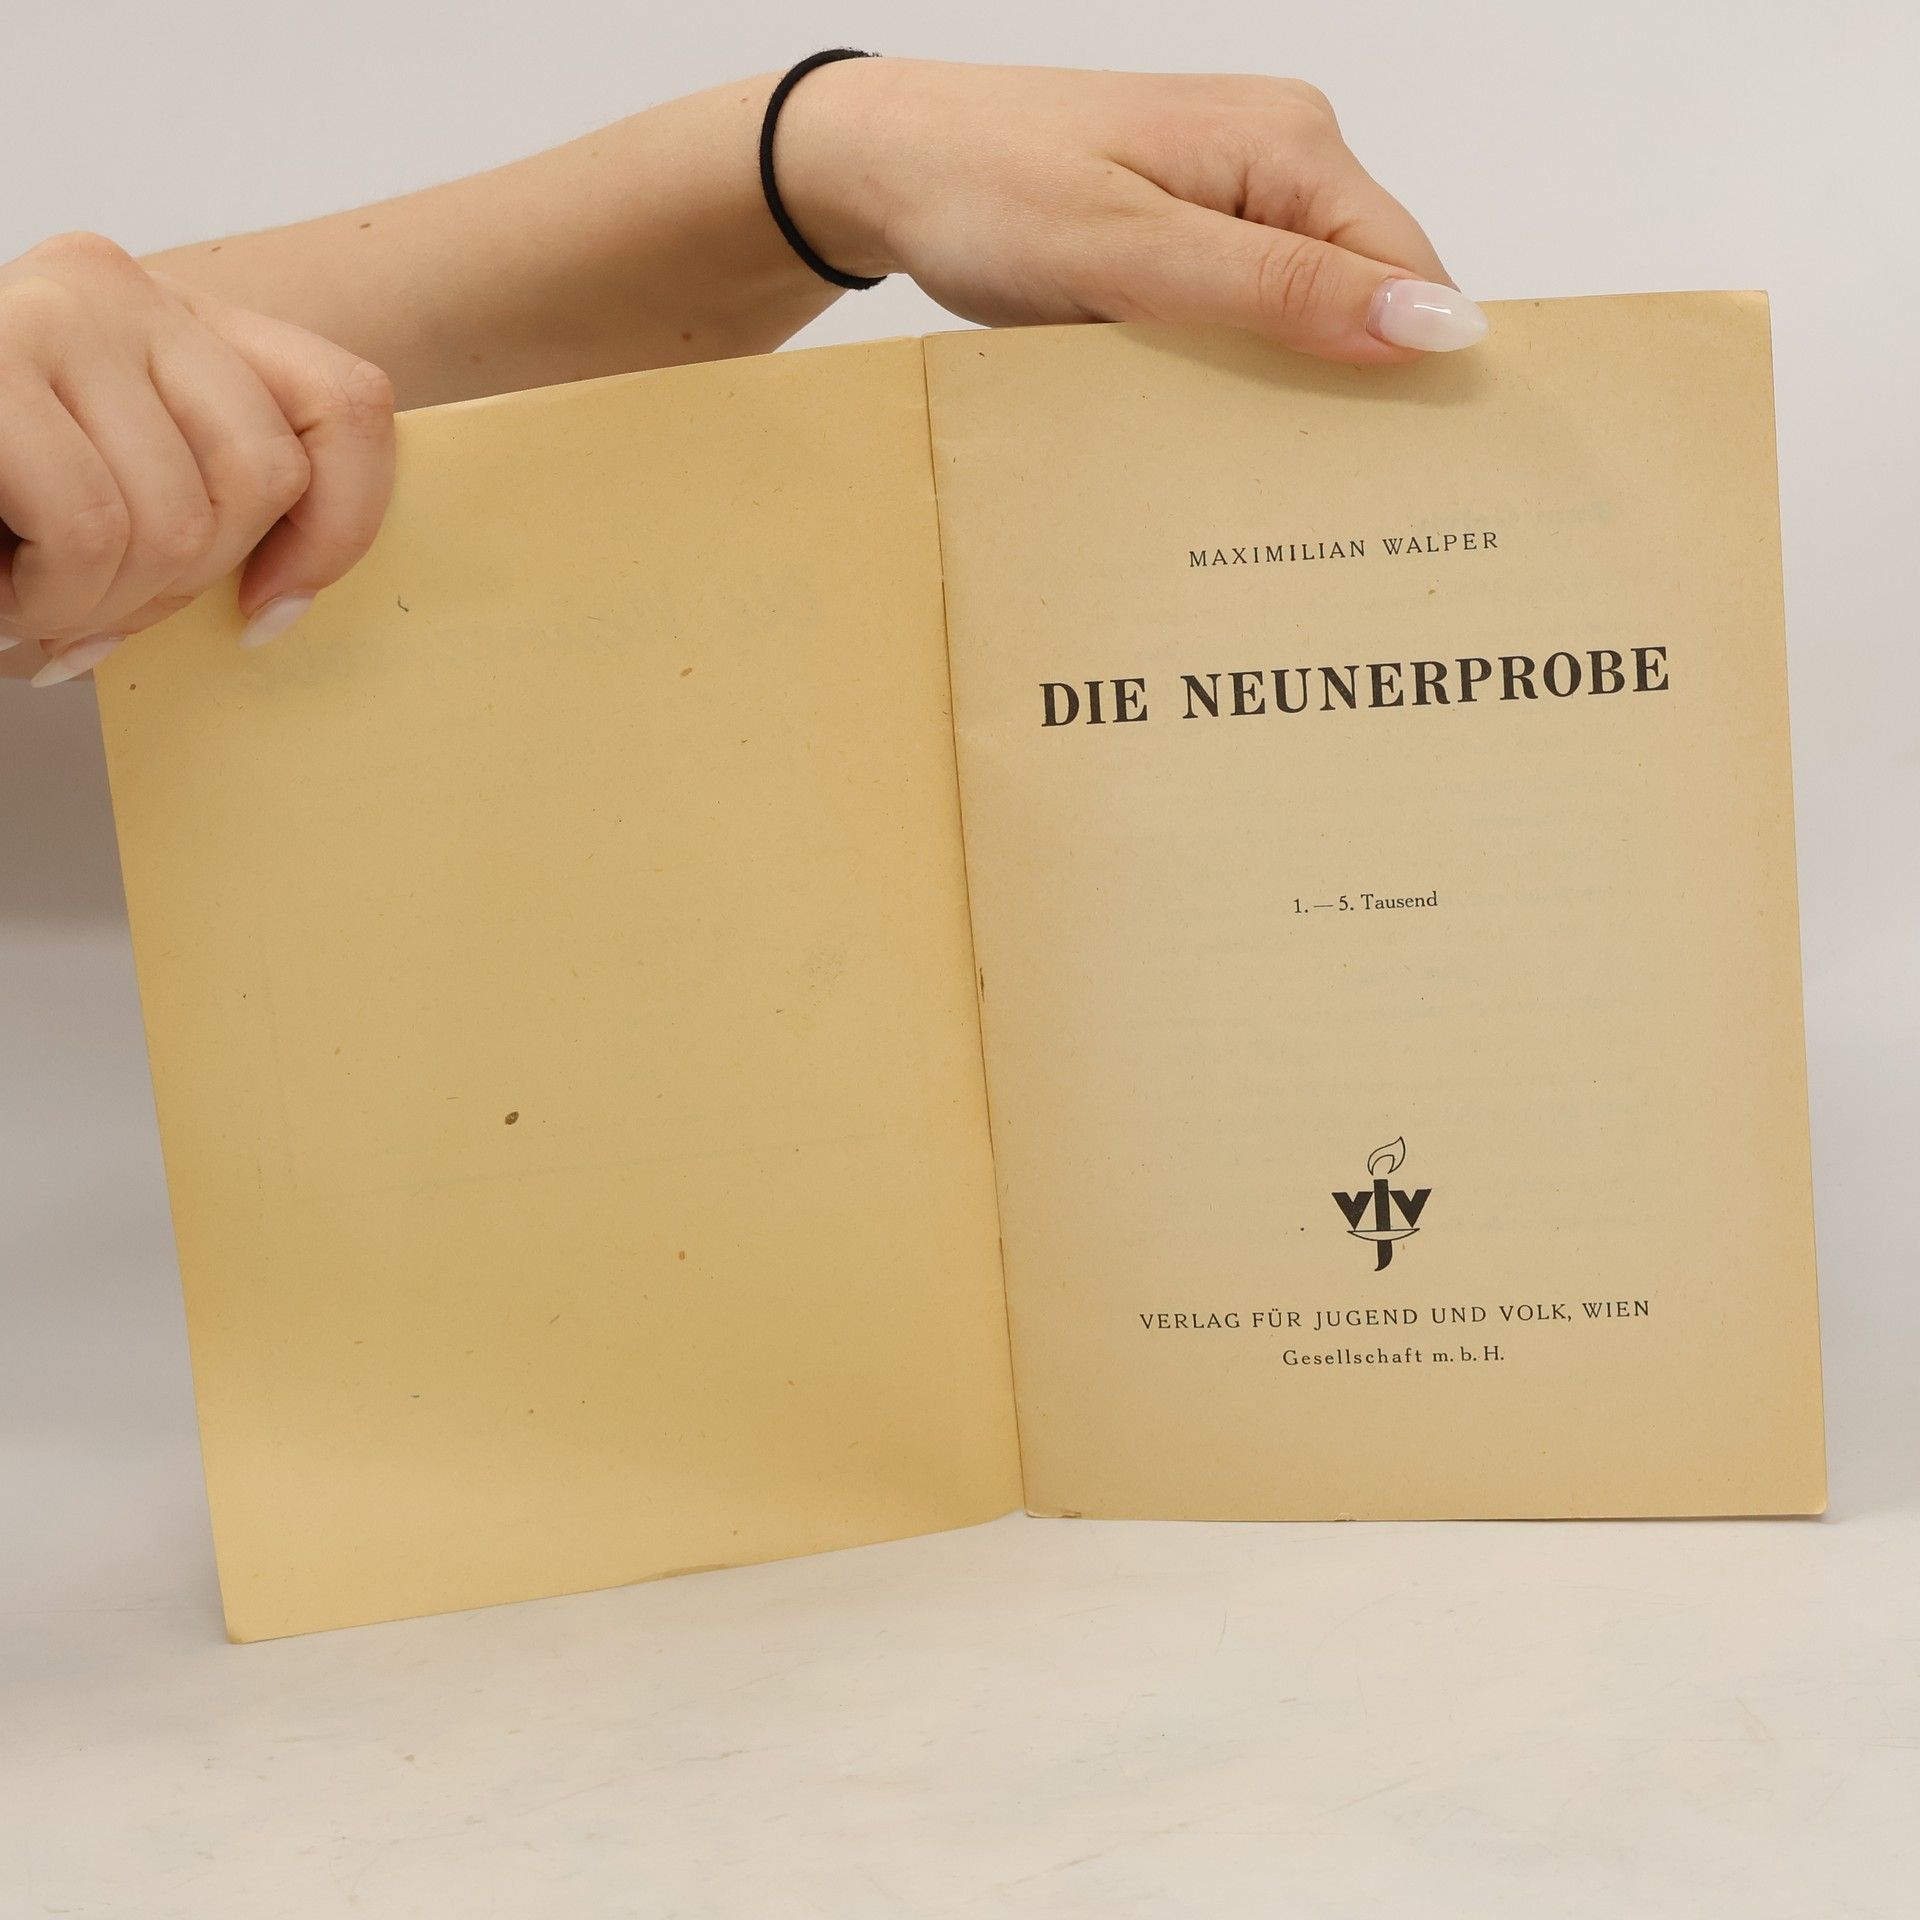 MAXIMILIAN WALPER
DIE NEUNERPROBE
1. — 5. Tausend
VJV
VERLAG FÜR JUGEND UND VOLK, WIEN
Gesellschaft m. b. H.